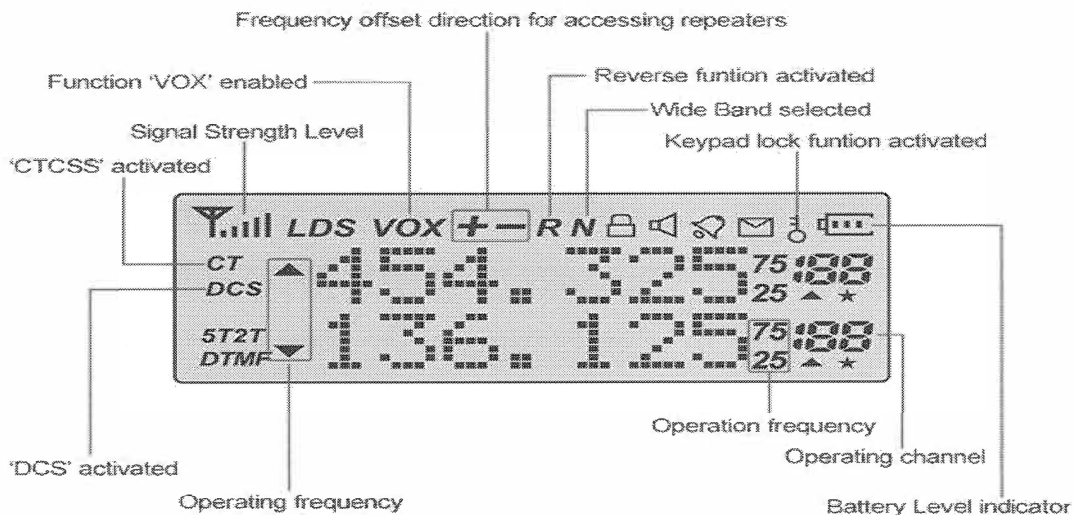 Frequency offset direction for accessing repeaters
Function 'VOX' enabled
Reverse funtion activated
Wide Band selected
Signal Strength Level
Keypad lock funtion activated
'CTCSS' activated
LDS VOX + - R N
CT
454.325
75
188
DCS
25
5T2T
136.125
75
188
DTMF
25
Operation frequency
'DCS' activated
Operating channel
Operating frequency
Battery Level indicator